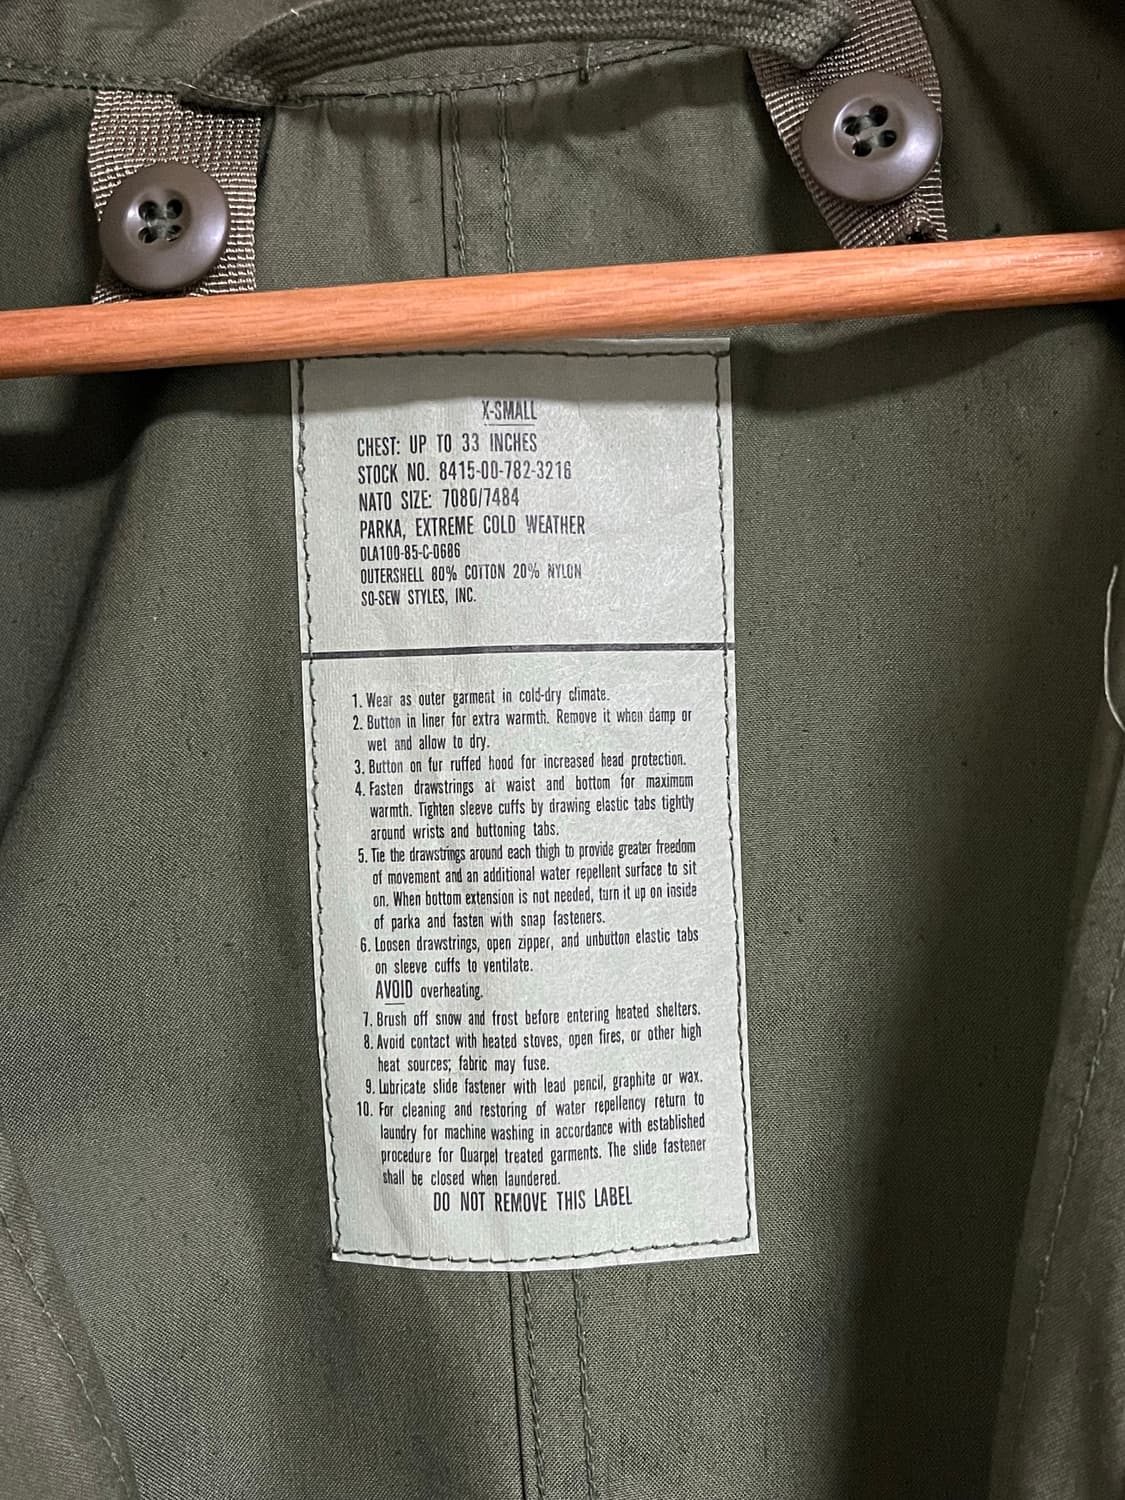 X-SMALL
CHEST: UP TO 33 INCHES
STOCK NO. 8415-00-782-3216
NATO SIZE: 7080/7484
PARKA, EXTREME COLD WEATHER
DLA100-85-C-0686
OUTERSHELL 80% COTTON 20% NYLON
SO-SEW STYLES, INC.
1. Wear as outer garment in cold-dry climate.
2. Button in liner for extra warmth. Remove it when damp or
wet and allow to dry.
3. Button on fur ruffed hood for increased head protection.
4. Fasten drawstrings at waist and bottom for maximum
warmth. Tighten sleeve cuffs by drawing elastic tabs tightly
around wrists and buttoning tabs.
5. Tie the drawstrings around each thigh to provide greater freedom
of movement and an additional water repellent surface to sit
on. When bottom extension is not needed, turn it up on inside
of parka and fasten with snap fasteners.
6. Loosen drawstrings, open zipper, and unbutton elastic tabs
on sleeve cuffs to ventilate.
AVOID overheating.
7. Brush off snow and frost before entering heated shelters.
8. Avoid contact with heated stoves, open fires, or other high
heat sources; fabric may fuse.
9. Lubricate slide fastener with lead pencil, graphite or wax.
10. For cleaning and restoring of water repellency return to
laundry for machine washing in accordance with established
procedure for Quarpel treated garments. The slide fastener
shall be closed when laundered.
DO NOT REMOVE THIS LABEL